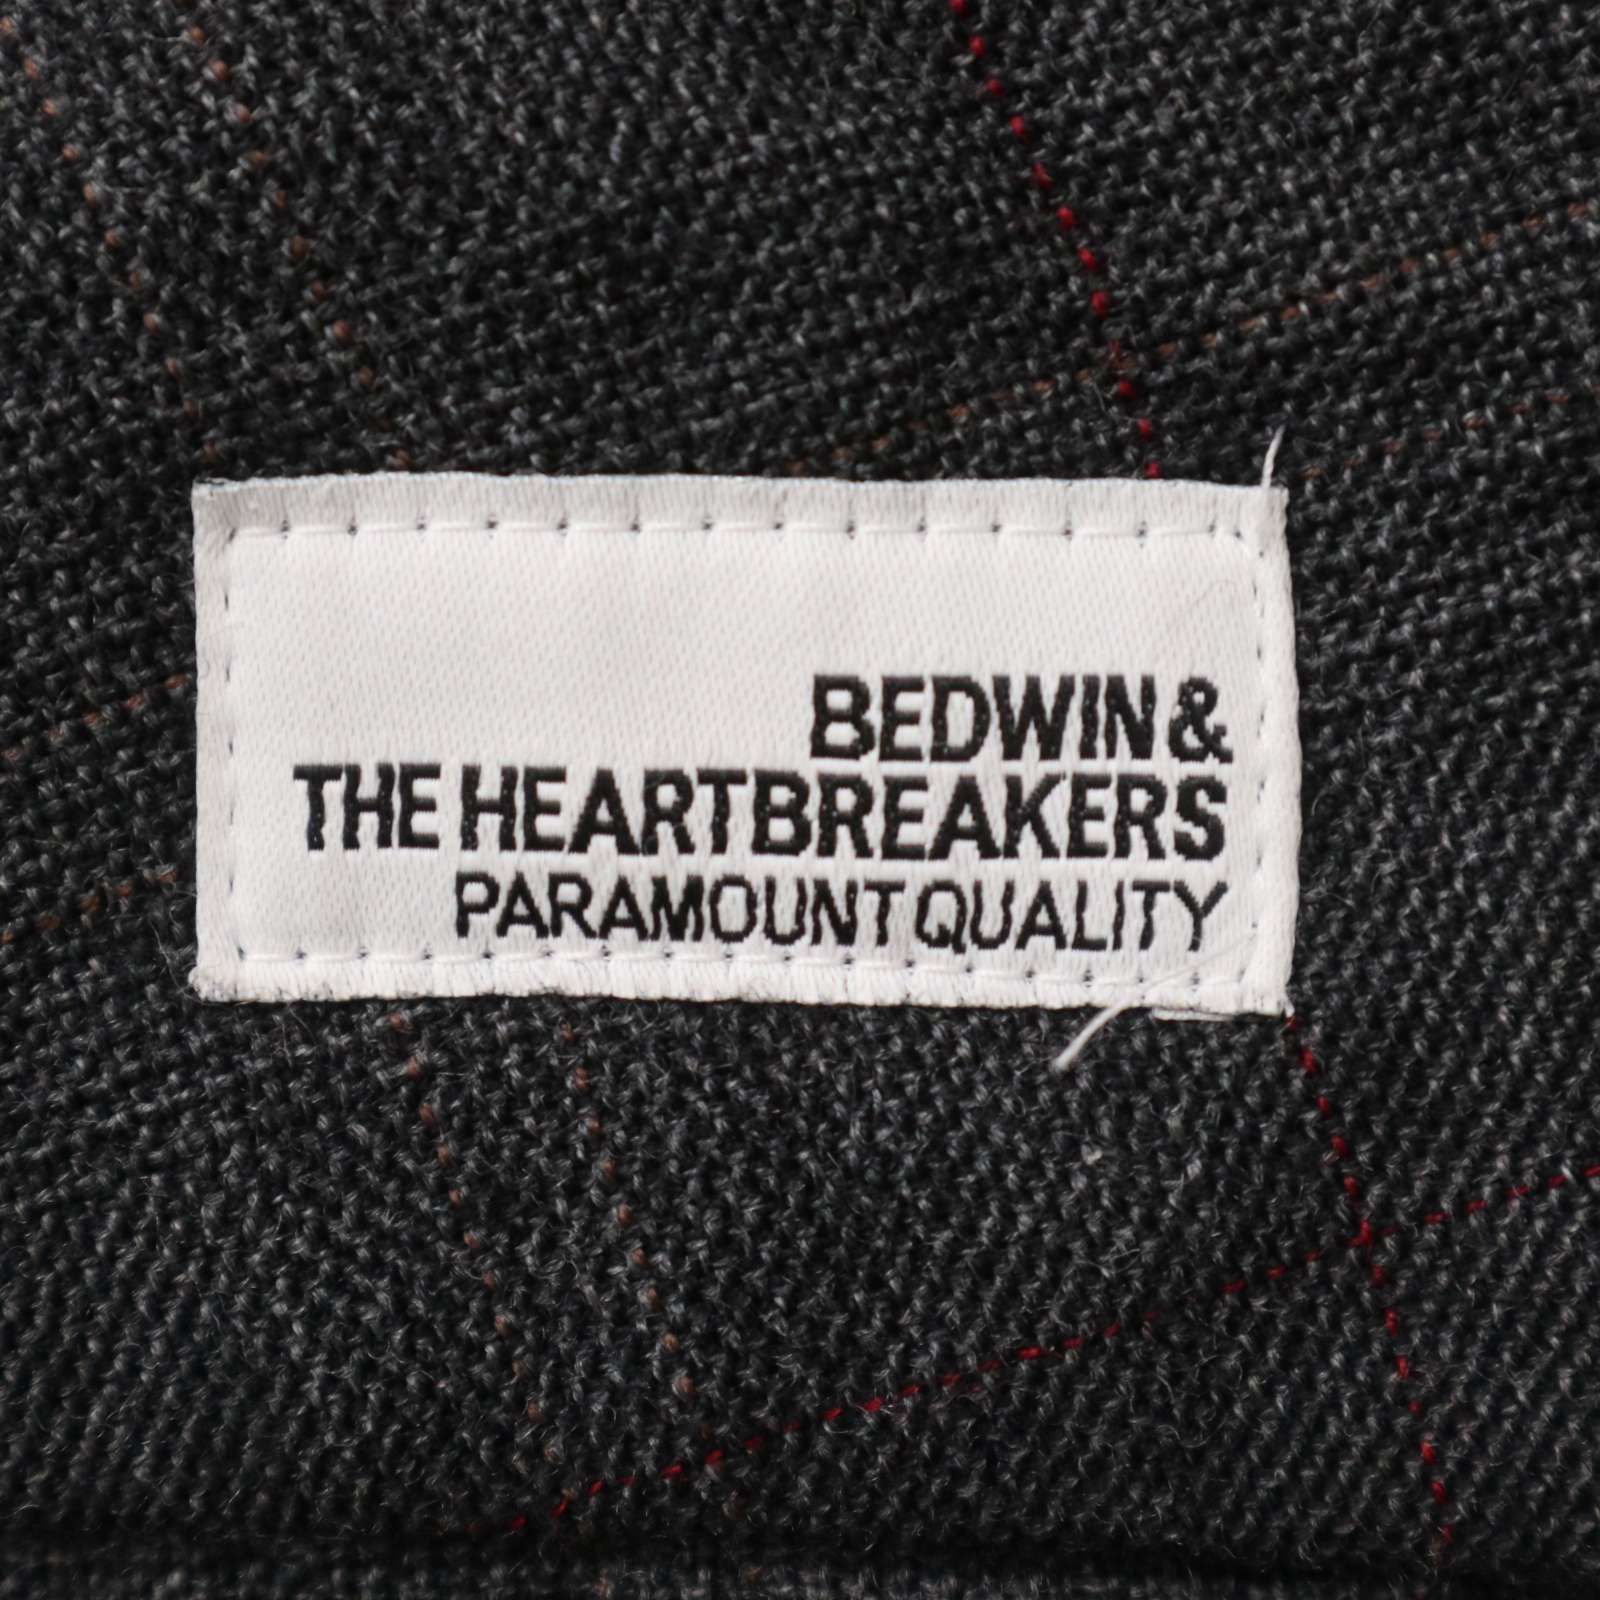 BEDWIN &
THE HEARTBREAKERS
PARAMOUNT QUALITY